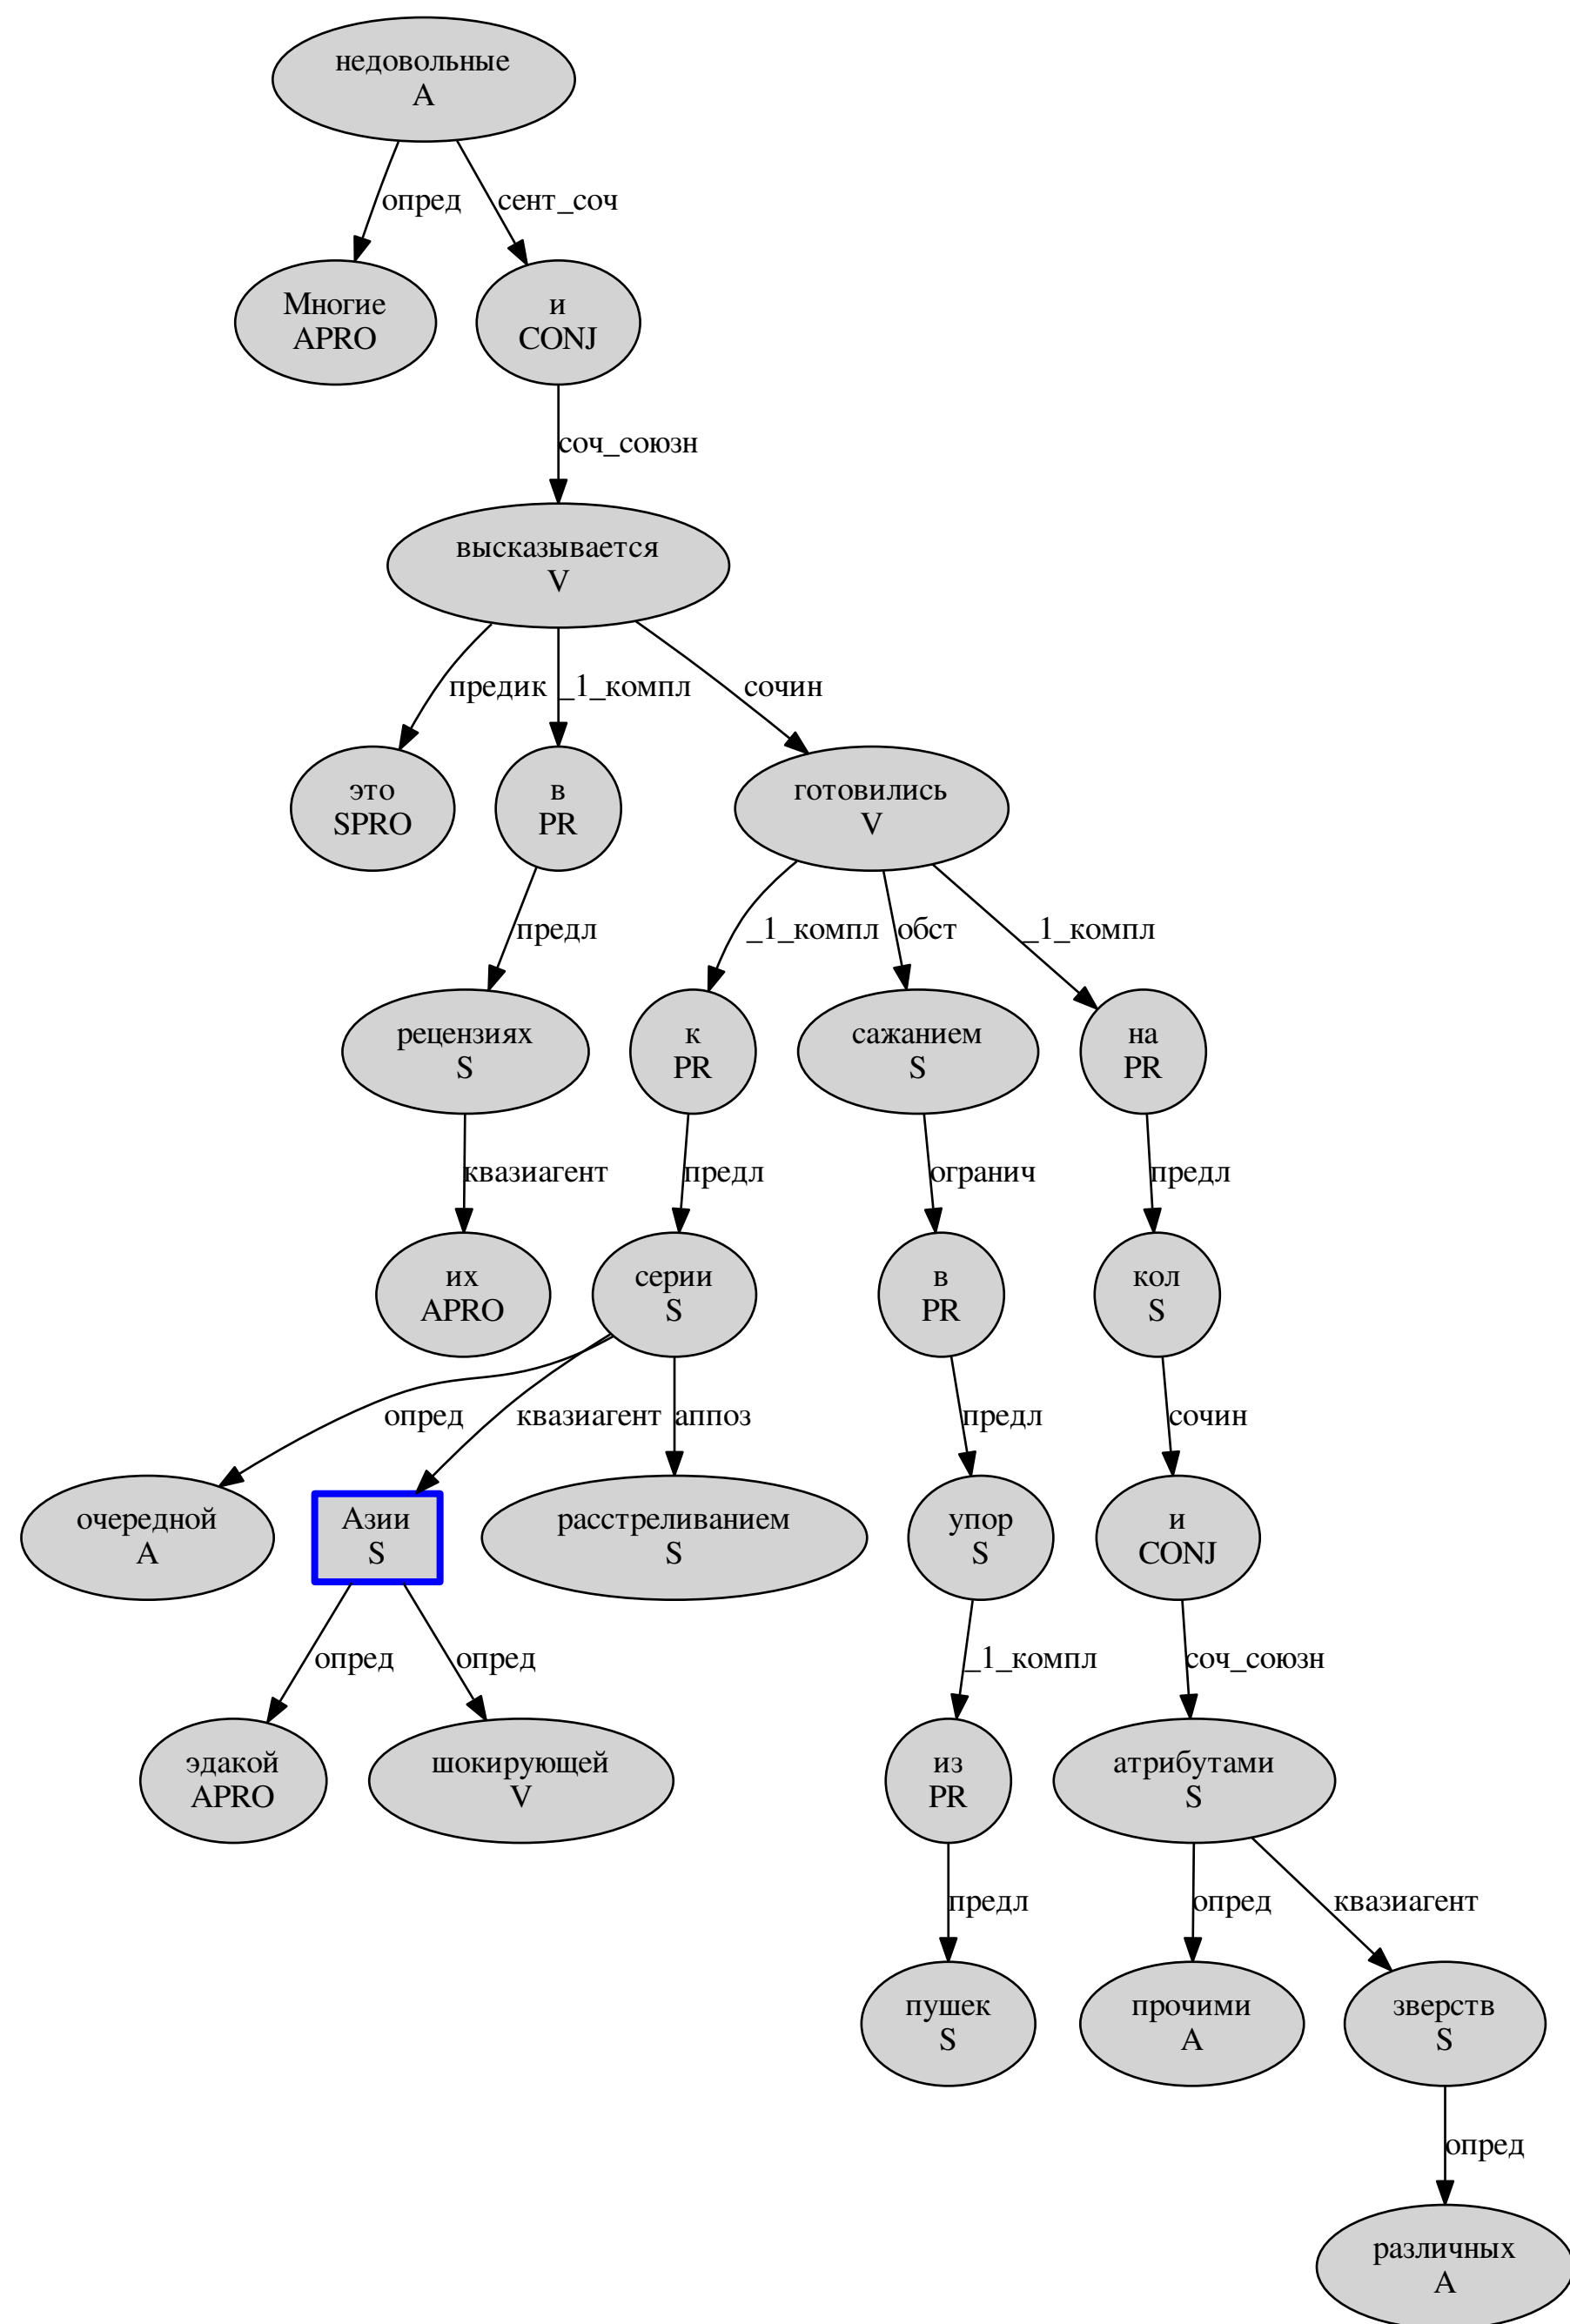 недовольные
A
опред
сент_соч
Многие
APRO
и
CONJ
соч_союзн
высказывается
V
предик
_1_компл
сочин
это
SPRO
в
PR
готовились
V
предл
_1_компл
обст
_1_компл
рецензиях
S
к
PR
сажанием
S
на
PR
квазиагент
предл
огранич
предл
их
APRO
серии
S
в
PR
кол
S
опред
квазиагент
аппоз
предл
сочин
очередной
A
Азии
S
расстреливанием
S
упор
S
и
CONJ
опред
опред
_1_компл
соч_союзн
эдакой
APRO
шокирующей
V
из
PR
атрибутами
S
предл
опред
квазиагент
пушек
S
прочими
A
зверств
S
опред
различных
A